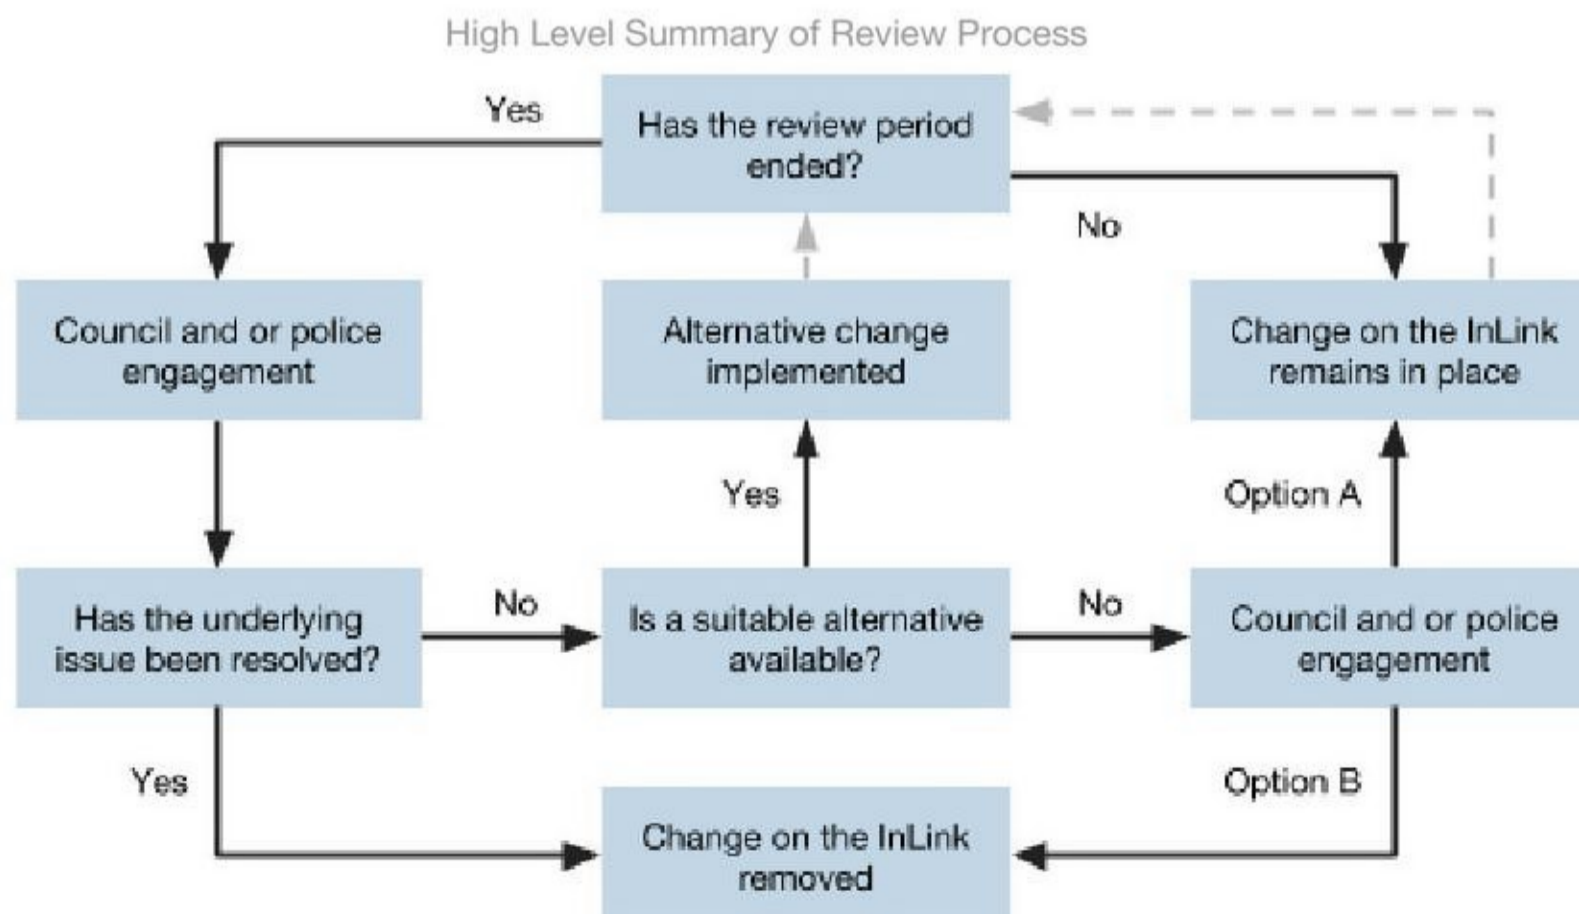 High Level Summary of Review Process
Yes
Has the review period
ended?
No
Council and or police
engagement
Alternative change
implemented
Change on the InLink
remains in place
Yes
Option A
Has the underlying
issue been resolved?
No
Is a suitable alternative
available?
No
Council and or police
engagement
Yes
Option B
Change on the InLink
removed